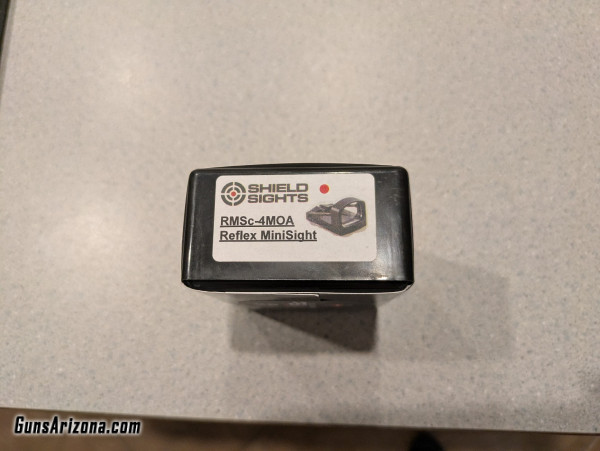 SHIELD
SIGHTS
RMSc-4MOA
Reflex MiniSight
GunsArizona.com